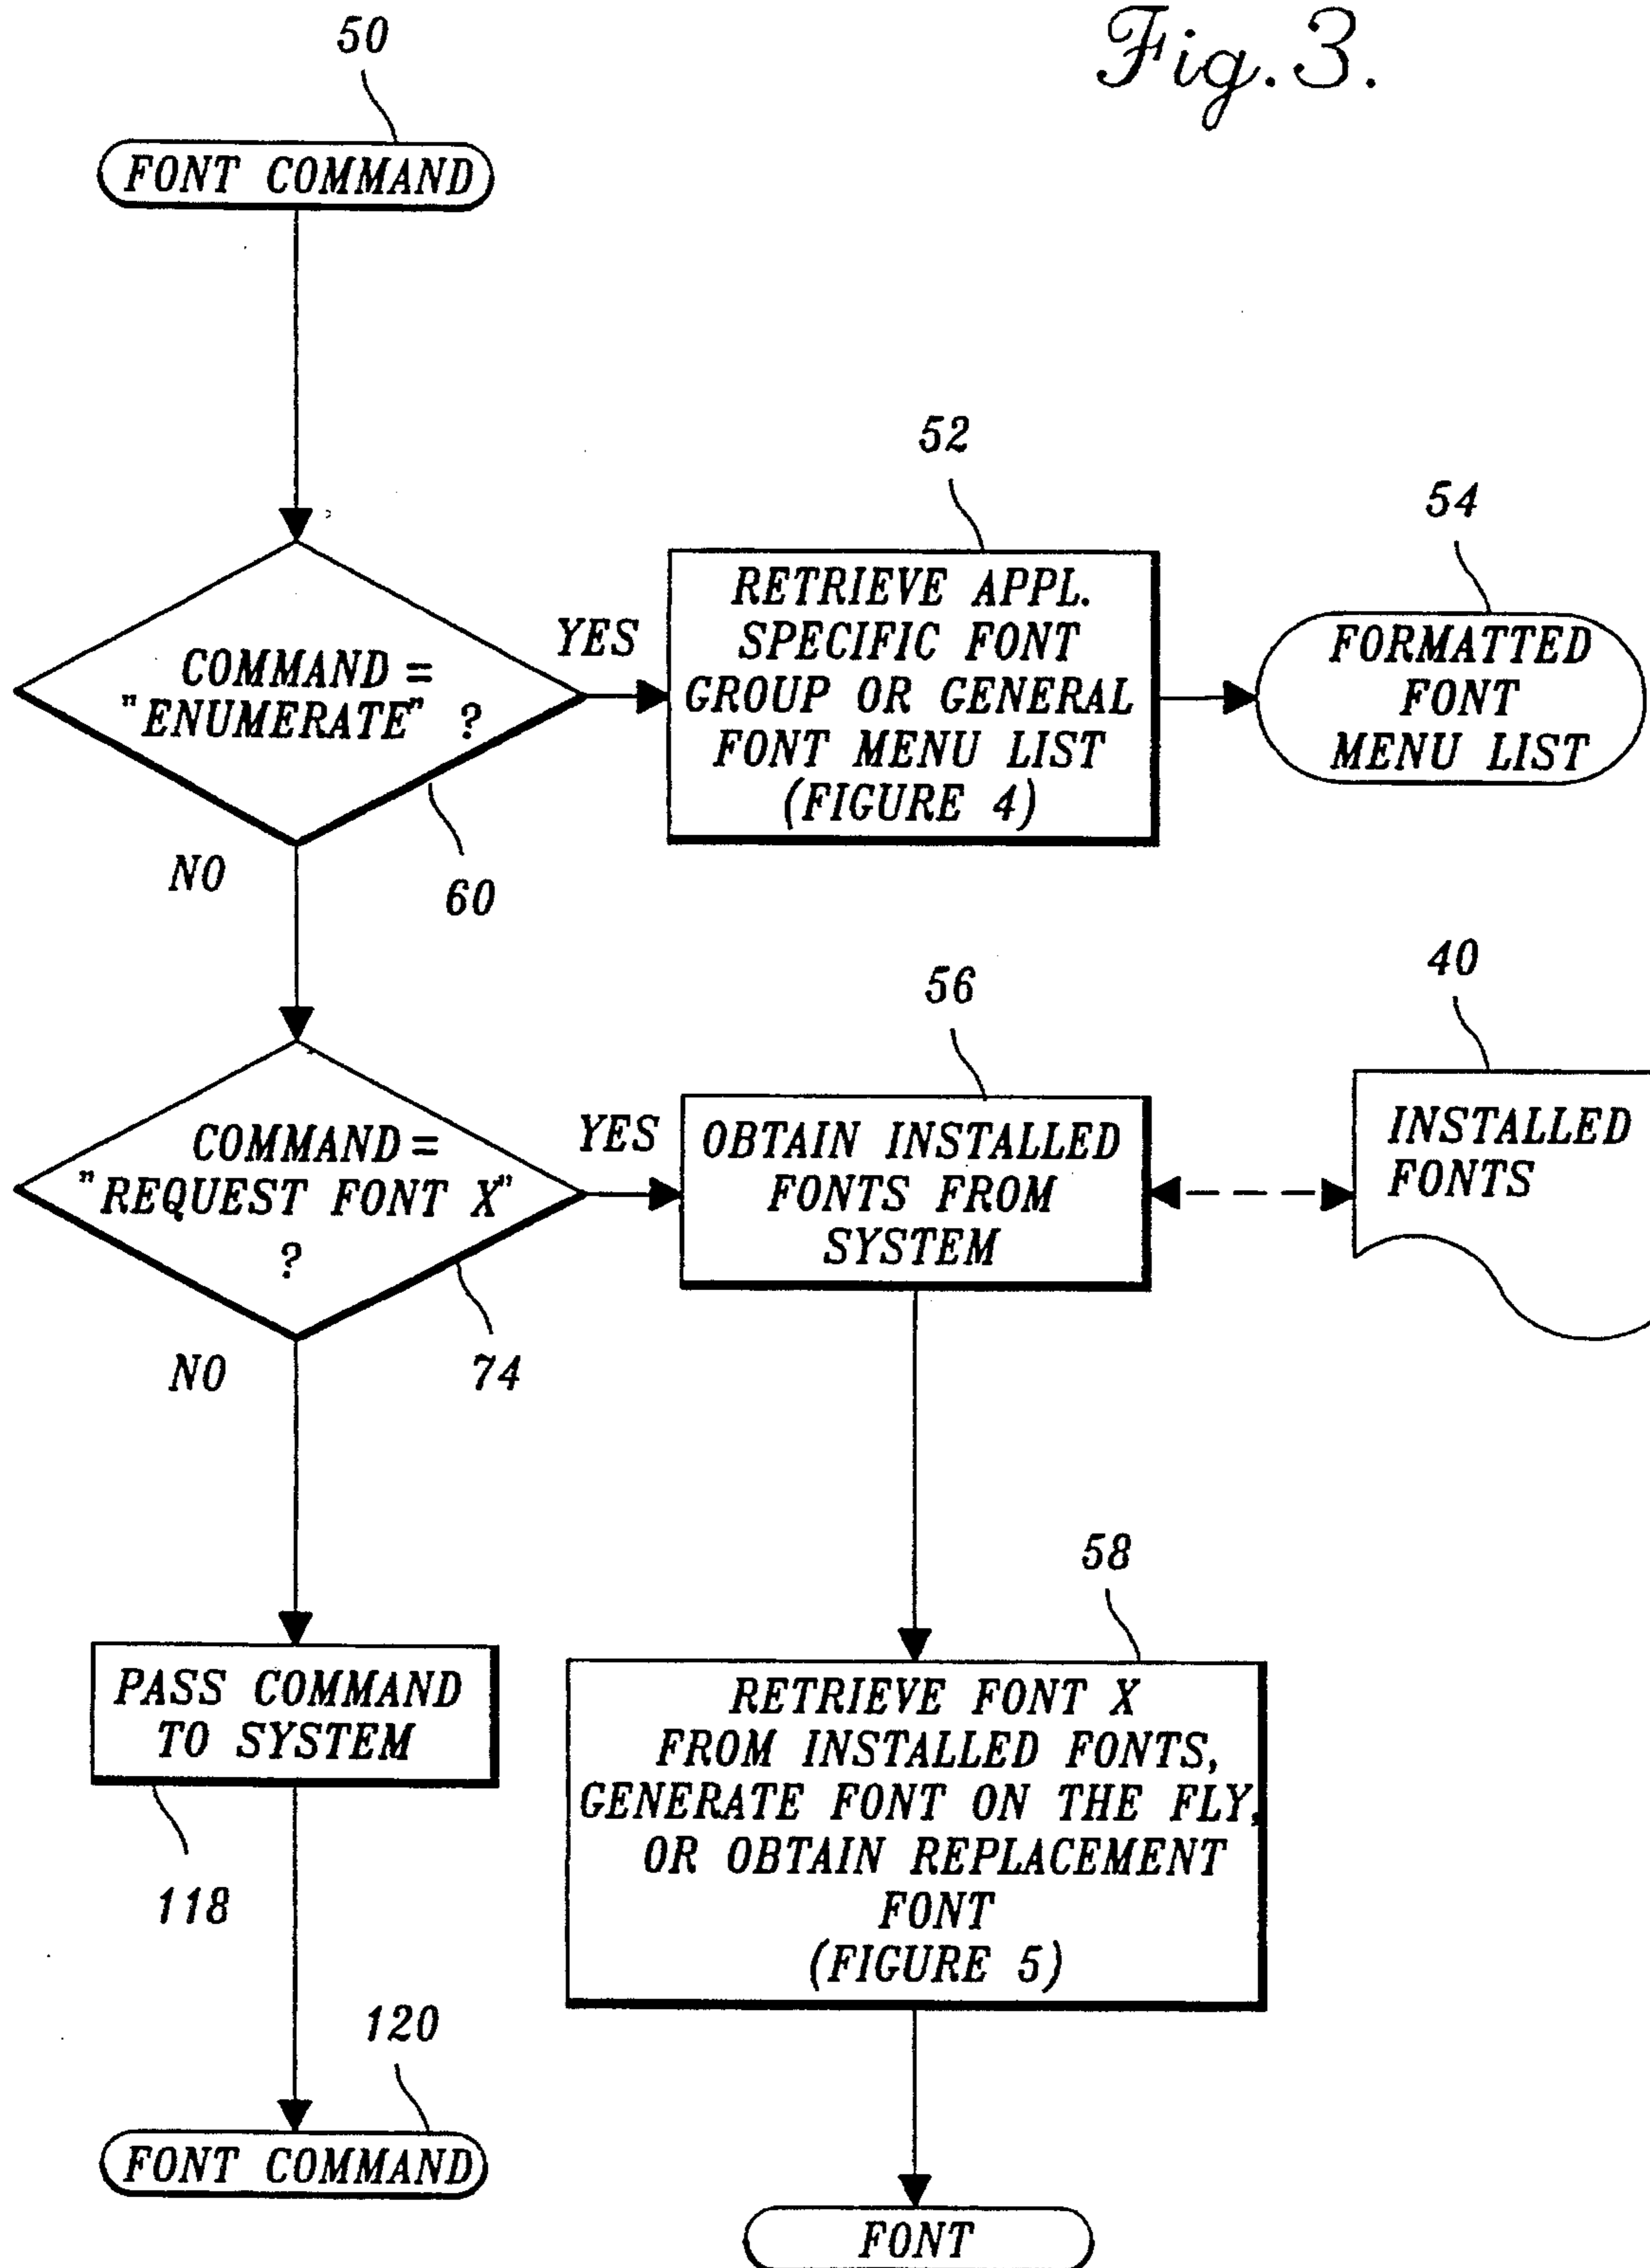 Fig. 3.
50
FONT COMMAND
52
54
RETRIEVE APPL.
SPECIFIC FONT
GROUP OR GENERAL
FONT MENU LIST
(FIGURE 4)
FORMATTED
FONT
MENU LIST
COMMAND =
"ENUMERATE" ?
YES
NO
60
56
40
COMMAND =
"REQUEST FONT X"
?
YES
OBTAIN INSTALLED
FONTS FROM
SYSTEM
INSTALLED
FONTS
NO
74
58
PASS COMMAND
TO SYSTEM
118
RETRIEVE FONT X
FROM INSTALLED FONTS,
GENERATE FONT ON THE FLY,
OR OBTAIN REPLACEMENT
FONT
(FIGURE 5)
120
FONT COMMAND
FONT